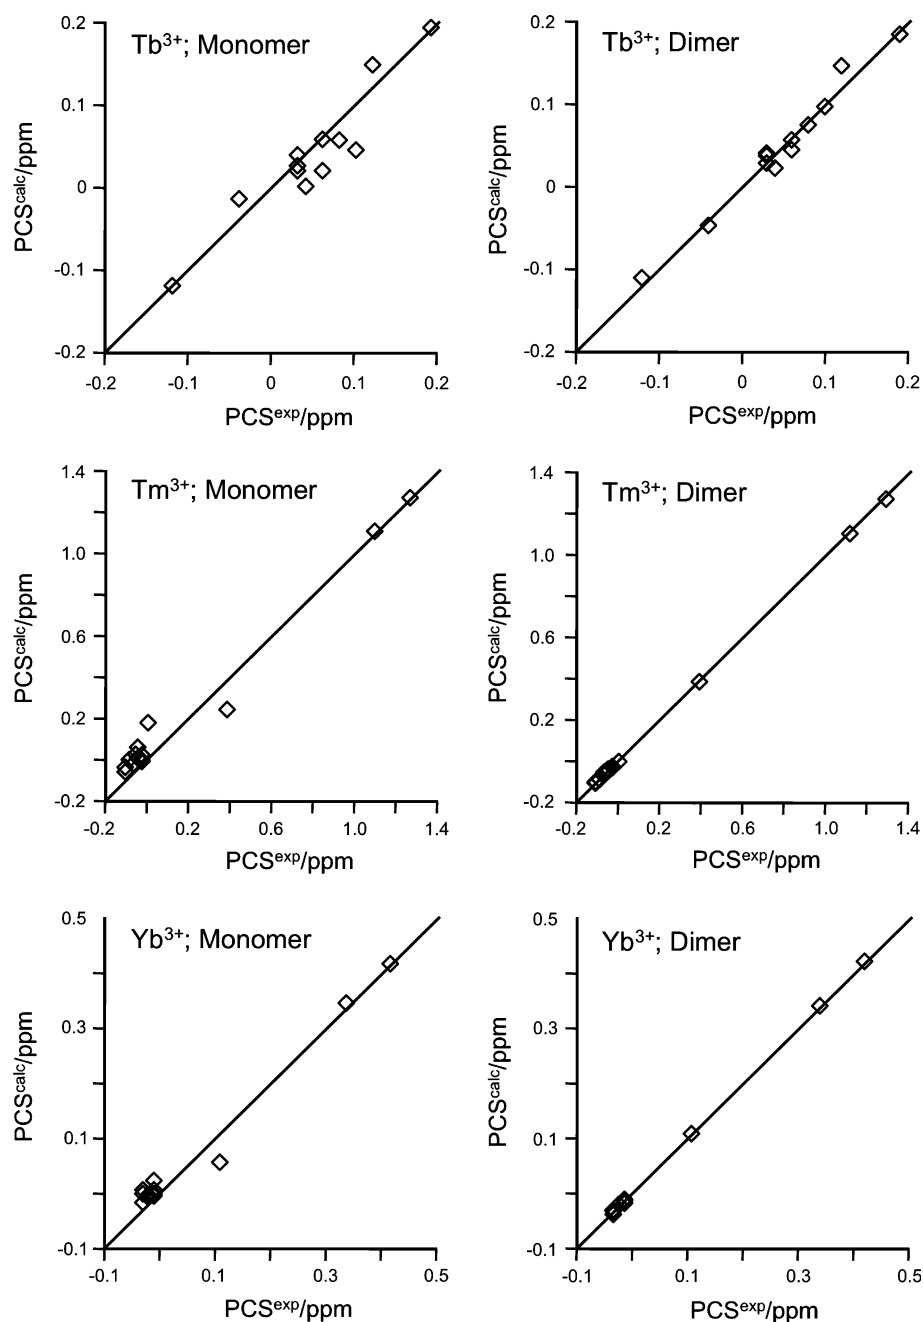 Tb³⁺; Monomer
0.2
0.1
0
-0.1
-0.2
PCSᶜᵃˡᶜ/ppm
-0.2 -0.1 0 0.1 0.2
PCSᵉˣᵖ/ppm
Tb³⁺; Dimer
0.2
0.1
0
-0.1
-0.2
PCSᶜᵃˡᶜ/ppm
-0.2 -0.1 0 0.1 0.2
PCSᵉˣᵖ/ppm
Tm³⁺; Monomer
1.4
1.0
0.6
0.2
-0.2
PCSᶜᵃˡᶜ/ppm
-0.2 0.2 0.6 1.0 1.4
PCSᵉˣᵖ/ppm
Tm³⁺; Dimer
1.4
1.0
0.6
0.2
-0.2
PCSᶜᵃˡᶜ/ppm
-0.2 0.2 0.6 1.0 1.4
PCSᵉˣᵖ/ppm
Yb³⁺; Monomer
0.5
0.3
0.1
-0.1
PCSᶜᵃˡᶜ/ppm
-0.1 0.1 0.3 0.5
PCSᵉˣᵖ/ppm
Yb³⁺; Dimer
0.5
0.3
0.1
-0.1
PCSᶜᵃˡᶜ/ppm
-0.1 0.1 0.3 0.5
PCSᵉˣᵖ/ppm